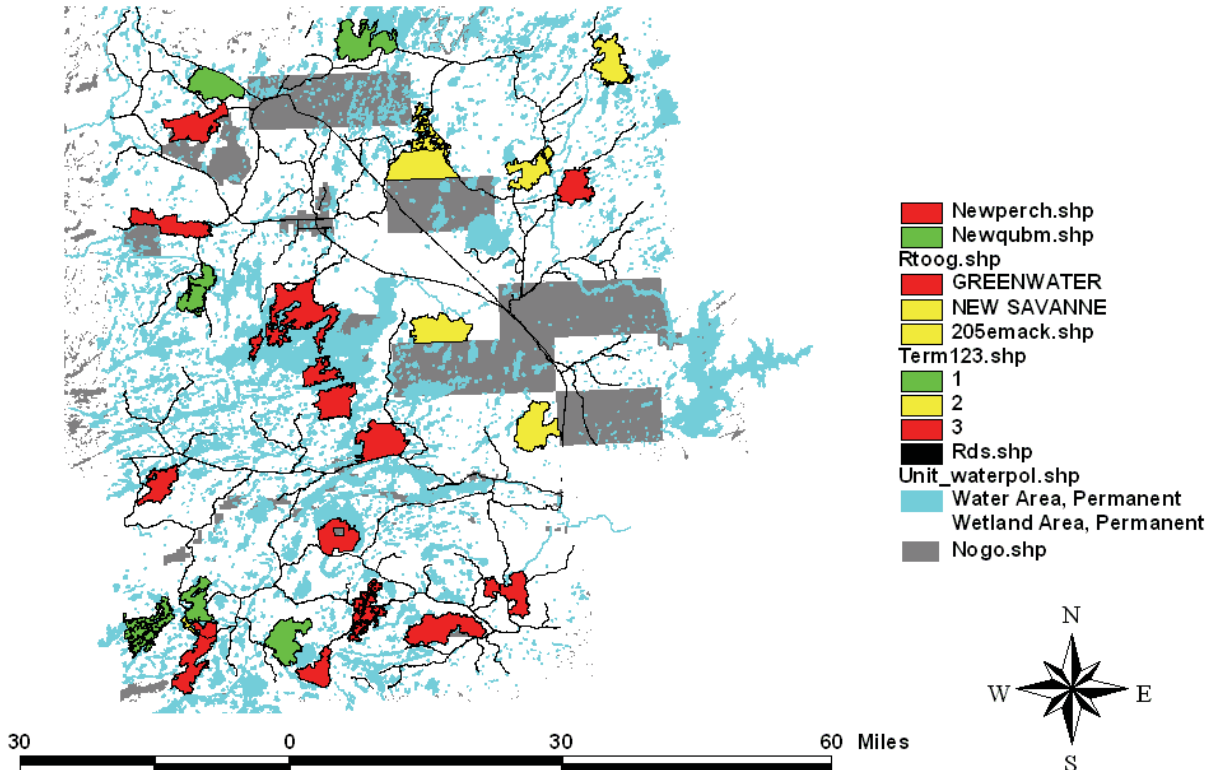 Newperch.shp
Newqubm.shp
Rtoog.shp
GREENWATER
NEW SAVANNE
205emack.shp
Term123.shp
1
2
3
Rds.shp
Unit_waterpol.shp
Water Area, Permanent
Wetland Area, Permanent
Nogo.shp
N
W E
S
30 0 30 60 Miles